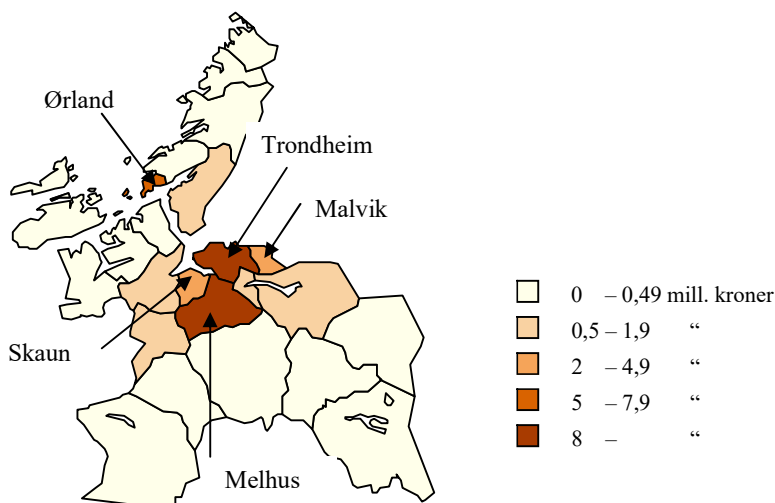 Ørland
Trondheim
Malvik
Skaun
Melhus
0 – 0,49 mill. kroner
0,5 – 1,9 “
2 – 4,9 “
5 – 7,9 “
8 – “